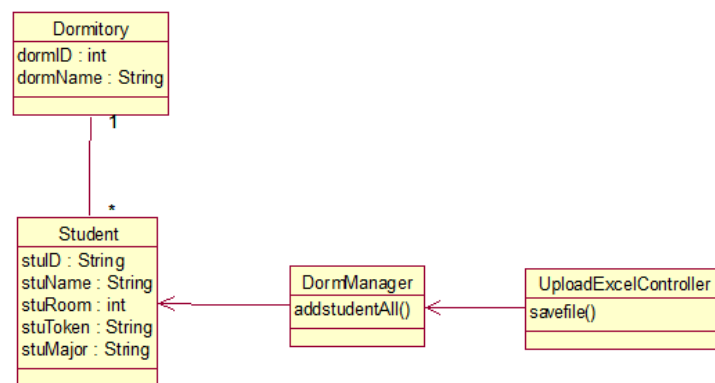 Dormitory
dormID : int
dormName : String
1
*
Student
stuID : String
stuName : String
stuRoom : int
stuToken : String
stuMajor : String
DormManager
addstudentAll()
UploadExcelController
savefile()